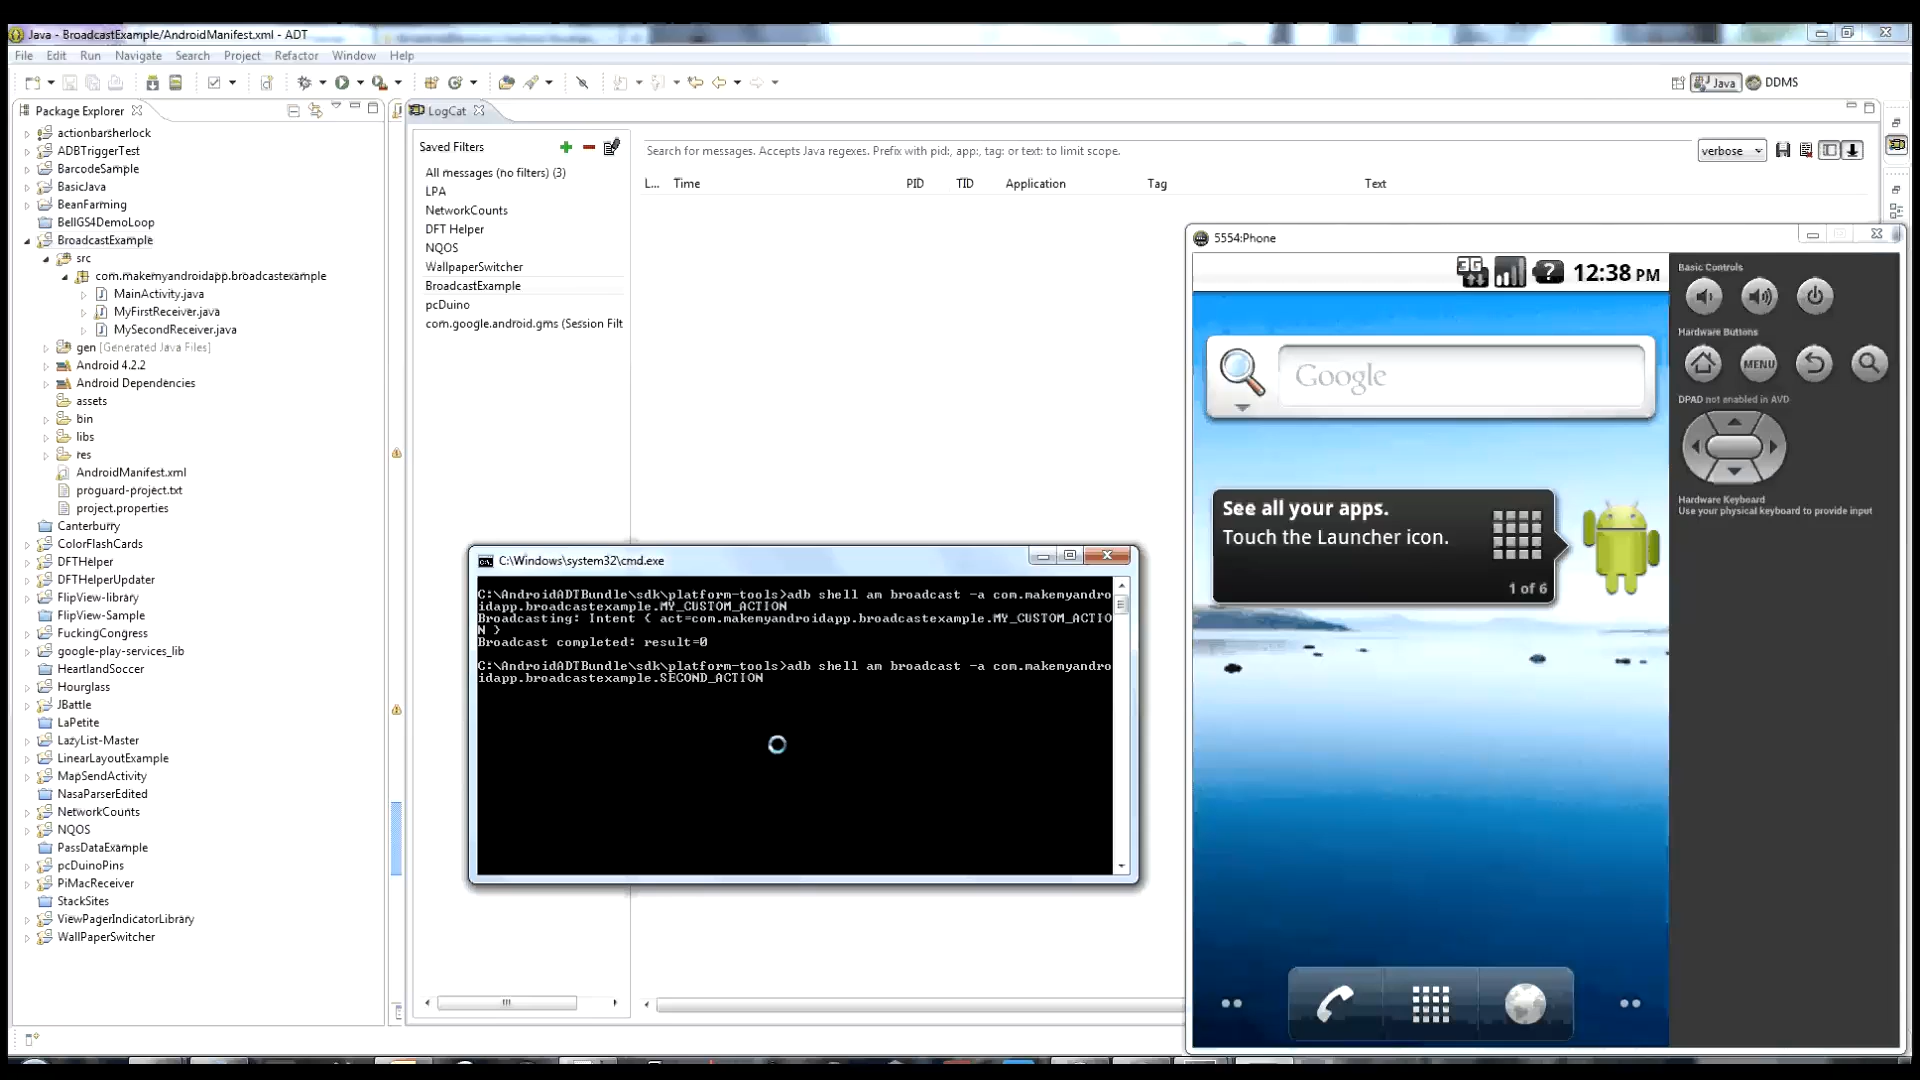 Java - BroadcastExample/AndroidManifest.xml - ADT
File Edit Run Navigate Search Project Refactor Window Help
Java DDMS
Package Explorer
actionbarsherlock
ADBTriggerTest
BarcodeSample
BasicJava
BeanFarming
BellGS4DemoLoop
BroadcastExample
src
com.makemyandroidapp.broadcastexample
MainActivity.java
MyFirstReceiver.java
MySecondReceiver.java
gen [Generated Java Files]
Android 4.2.2
Android Dependencies
assets
bin
libs
res
AndroidManifest.xml
proguard-project.txt
project.properties
Canterburry
ColorFlashCards
DFTHelper
DFTHelperUpdater
FlipView-library
FlipView-Sample
FuckingCongress
google-play-services_lib
HeartlandSoccer
Hourglass
JBattle
LaPetite
LazyList-Master
LinearLayoutExample
MapSendActivity
NasaParserEdited
NetworkCounts
NQOS
PassDataExample
pcDuinoPins
PiMacReceiver
StackSites
ViewPagerIndicatorLibrary
WallPaperSwitcher
LogCat
Saved Filters
All messages (no filters) (3)
LPA
NetworkCounts
DFT Helper
NQOS
WallpaperSwitcher
BroadcastExample
pcDuino
com.google.android.gms (Session Filt
Search for messages. Accepts Java regexes. Prefix with pid:, app:, tag: or text: to limit scope.
verbose
L... Time PID TID Application Tag Text
C:\Windows\system32\cmd.exe
C:\AndroidADTBundle\sdk\platform-tools>adb shell am broadcast -a com.makemyandro
idapp.broadcastexample.MY_CUSTOM_ACTION
Broadcasting: Intent { act=com.makemyandroidapp.broadcastexample.MY_CUSTOM_ACTIO
N }
Broadcast completed: result=0
C:\AndroidADTBundle\sdk\platform-tools>adb shell am broadcast -a com.makemyandro
idapp.broadcastexample.SECOND_ACTION
5554:Phone
3G 12:38 PM
Google
See all your apps.
Touch the Launcher icon.
1 of 6
Basic Controls
Hardware Buttons
MENU
DPAD not enabled in AVD
Hardware Keyboard
Use your physical keyboard to provide input